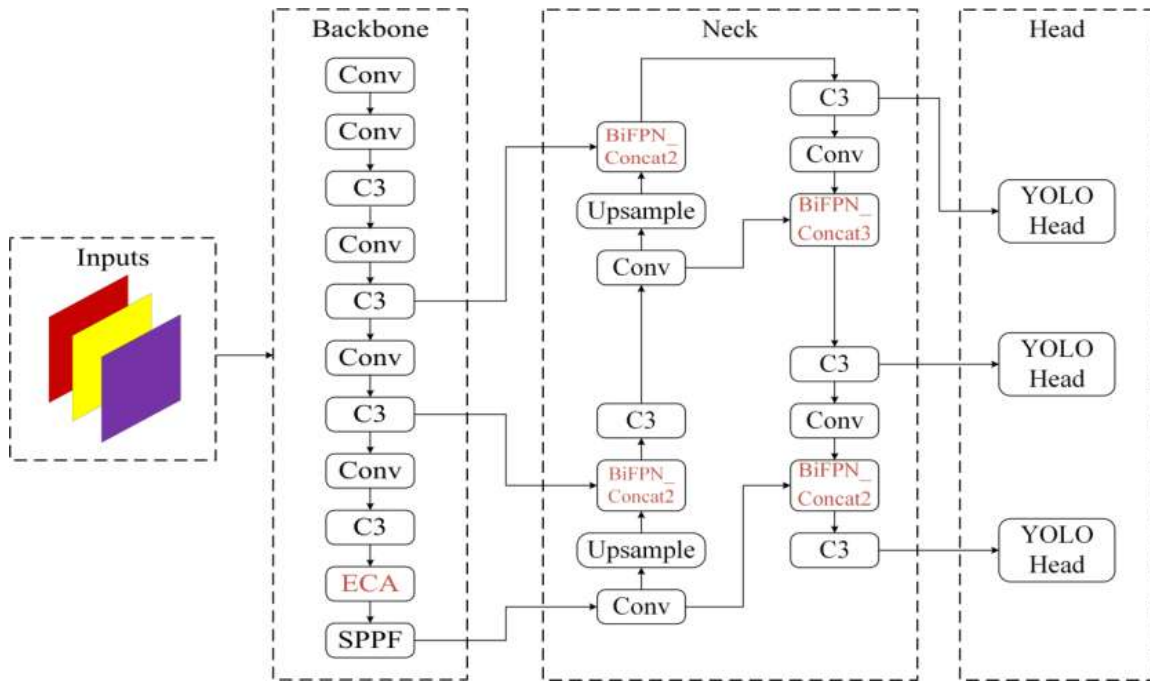 Inputs
Backbone
Conv
Conv
C3
Conv
C3
Conv
C3
Conv
C3
ECA
SPPF
Neck
BiFPN_
Concat2
Upsample
Conv
C3
BiFPN_
Concat2
Upsample
Conv
C3
Conv
BiFPN_
Concat3
C3
Conv
BiFPN_
Concat2
C3
Head
YOLO
Head
YOLO
Head
YOLO
Head